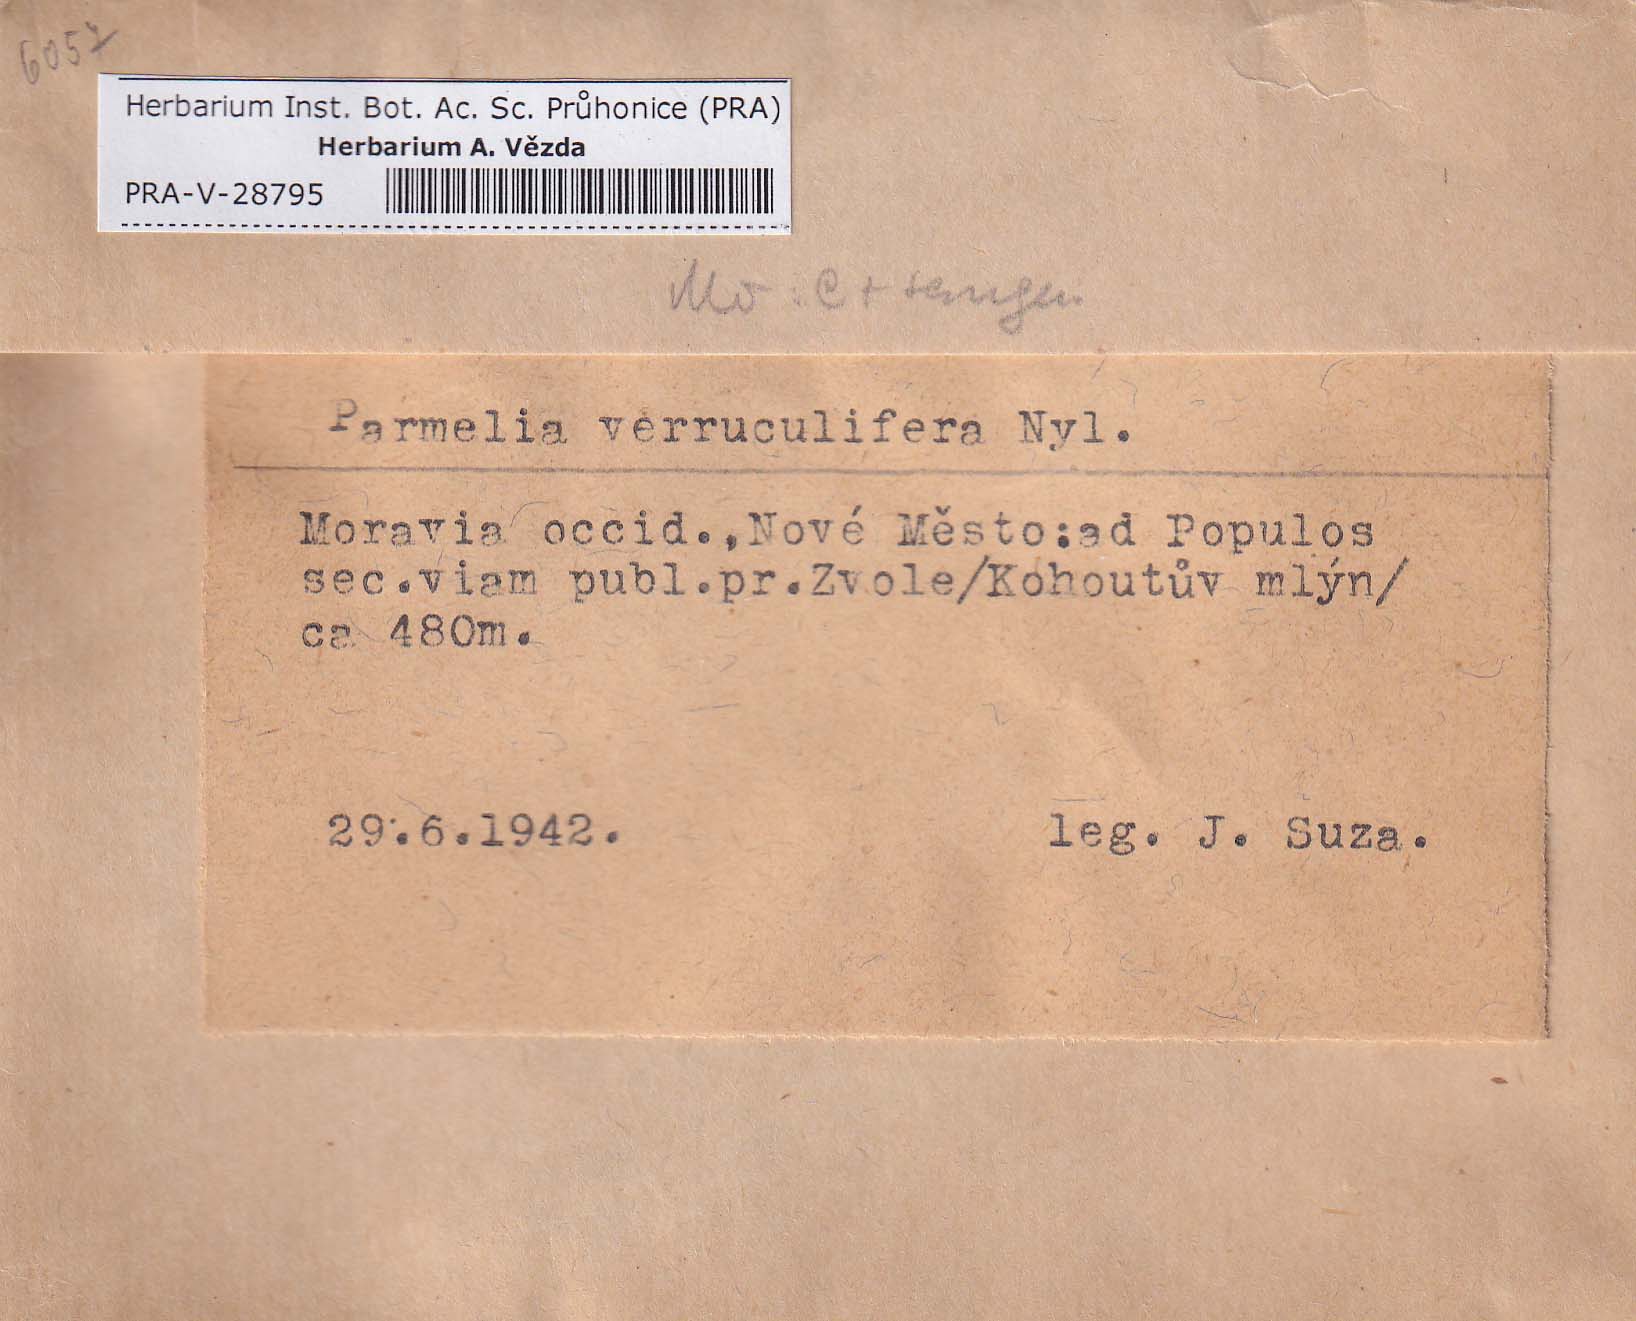 6057
Herbarium Inst. Bot. Ac. Sc. Průhonice (PRA)
Herbarium A. Vězda
PRA-V-28795
C +
Parmelia verruculifera Nyl.
Moravia occid.,Nové Město:ad Populos
sec.viam publ.pr.Zvole/Kohoutův mlýn/
ca 480m.
29.6.1942.
leg. J. Suza.